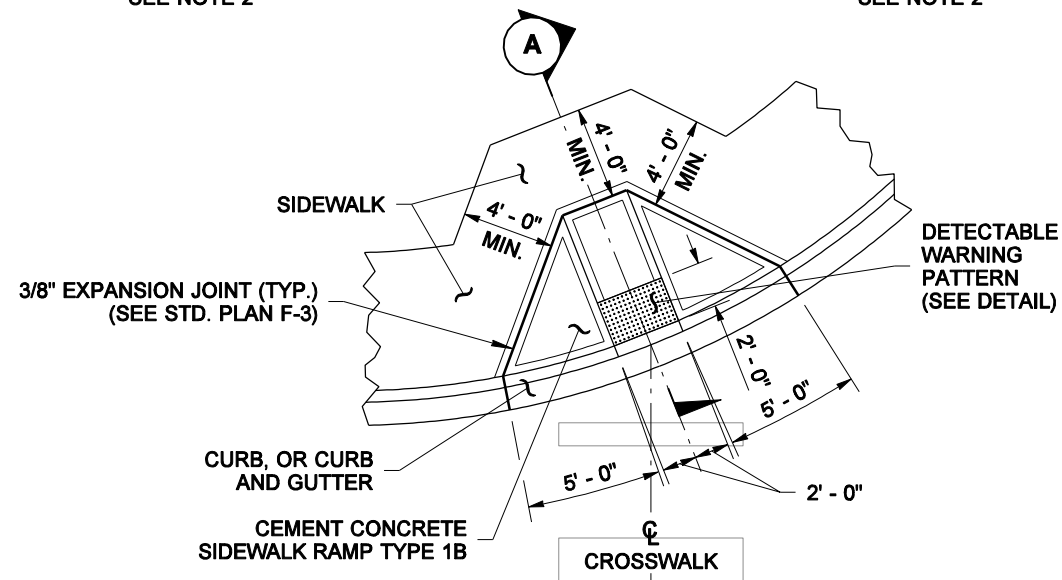 SEE NOTE 2
SEE NOTE 2
A
4' - 0"
MIN.
4' - 0"
MIN.
SIDEWALK
4' - 0"
MIN.
DETECTABLE
WARNING
PATTERN
(SEE DETAIL)
3/8" EXPANSION JOINT (TYP.)
(SEE STD. PLAN F-3)
2' - 0"
5' - 0"
CURB, OR CURB
AND GUTTER
5' - 0"
2' - 0"
CEMENT CONCRETE
SIDEWALK RAMP TYPE 1B
℄
CROSSWALK